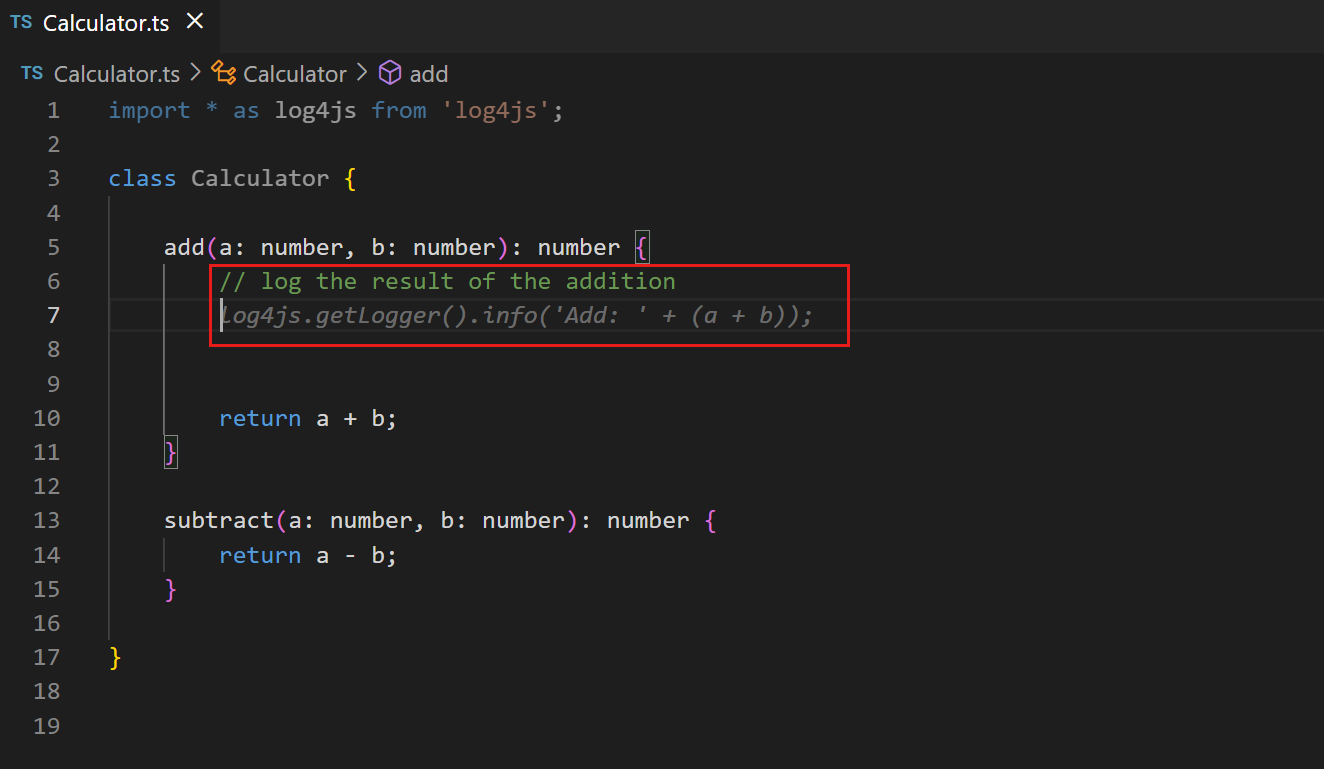 TS Calculator.ts ×
TS Calculator.ts > Calculator > add
1 import * as log4js from 'log4js';
2
3 class Calculator {
4
5 add(a: number, b: number): number {
6 // log the result of the addition
7 log4js.getLogger().info('Add: ' + (a + b));
8
9
10 return a + b;
11 }
12
13 subtract(a: number, b: number): number {
14 return a - b;
15 }
16
17 }
18
19